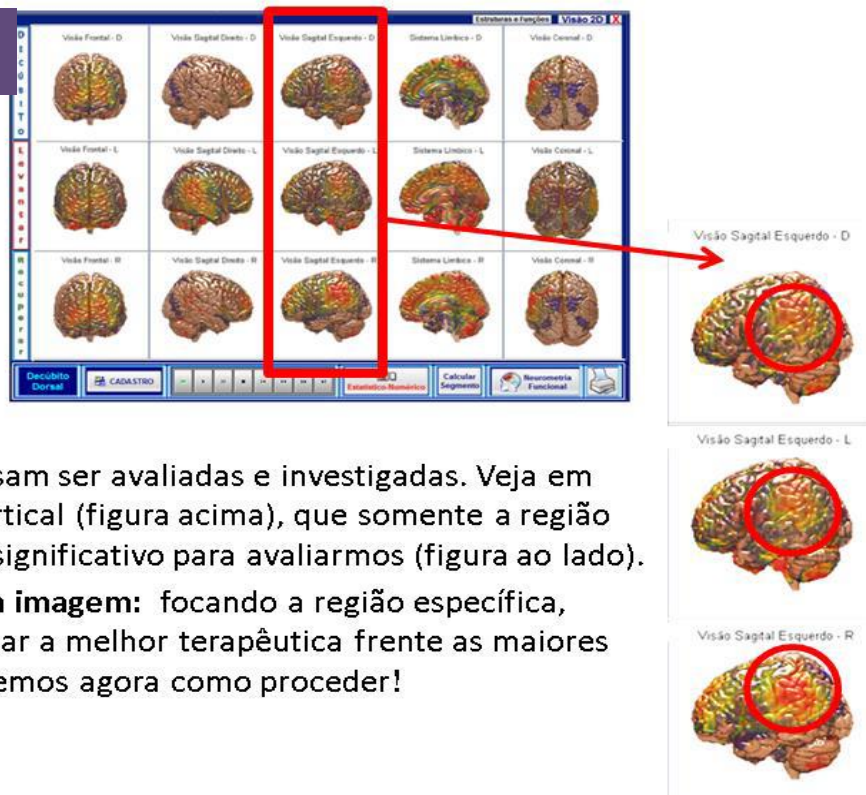 Estruturas e Funções Visão 2D X
DECÚBITO
Visão Frontal - D Visão Sagital Direito - D Visão Sagital Esquerdo - D Sistema Límbico - D Visão Coronal - D
Levantar
Visão Frontal - L Visão Sagital Direito - L Visão Sagital Esquerdo - L Sistema Límbico - L Visão Coronal - L
Recuperar
Visão Frontal - R Visão Sagital Direito - R Visão Sagital Esquerdo - R Sistema Límbico - R Visão Coronal - R
Decúbito Dorsal CADASTRO Estatístico-Numérico Calcular Segmento Neurometria Funcional
Visão Sagital Esquerdo - D
Visão Sagital Esquerdo - L
Visão Sagital Esquerdo - R
sam ser avaliadas e investigadas. Veja em
rtical (figura acima), que somente a região
significativo para avaliarmos (figura ao lado).
a imagem: focando a região específica,
ar a melhor terapêutica frente as maiores
emos agora como proceder!